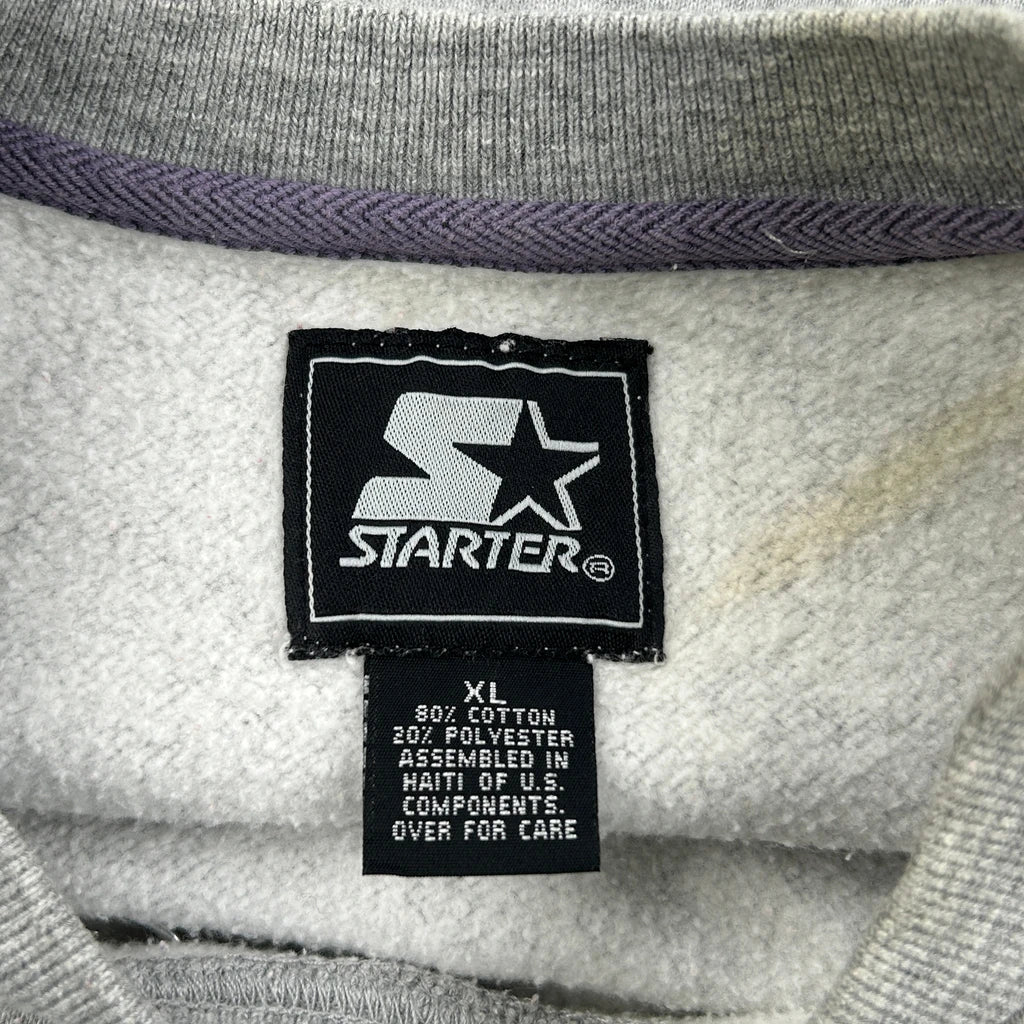 STARTER®
XL
80% COTTON
20% POLYESTER
ASSEMBLED IN
HAITI OF U.S.
COMPONENTS.
OVER FOR CARE